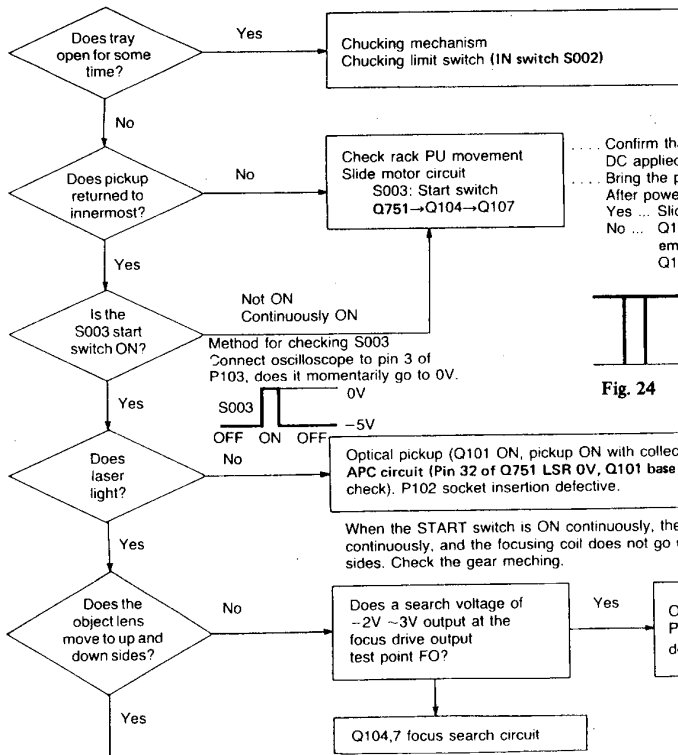 Does tray
open for some
time?
Yes
Chucking mechanism
Chucking limit switch (IN switch S002)
No
Does pickup
returned to
innermost?
No
Check rack PU movement
Slide motor circuit
S003: Start switch
Q751→Q104→Q107
.... Confirm
DC applied
.... Bring the
After power
Yes ...
No ... 
Yes
Is the
S003 start
switch ON?
Not ON
Continuously ON
Method for checking S003
Connect oscilloscope to pin 3 of
P103, does it momentarily go to 0V.
S003
0V
−5V
OFF ON OFF
Fig. 24
Yes
Does
laser
light?
No
Optical pickup (Q101 ON, pickup ON with
APC circuit (Pin 32 of Q751 LSR 0V, Q101 base
check). P102 socket insertion defective.
When the START switch is ON continuously,
continuously, and the focusing coil does not go
sides. Check the gear meching.
Yes
Does the
object lens
move to up and
down sides?
No
Does a search voltage of
−2V ~3V output at the
focus drive output
test point FO?
Yes
Yes
Q104,7 focus search circuit